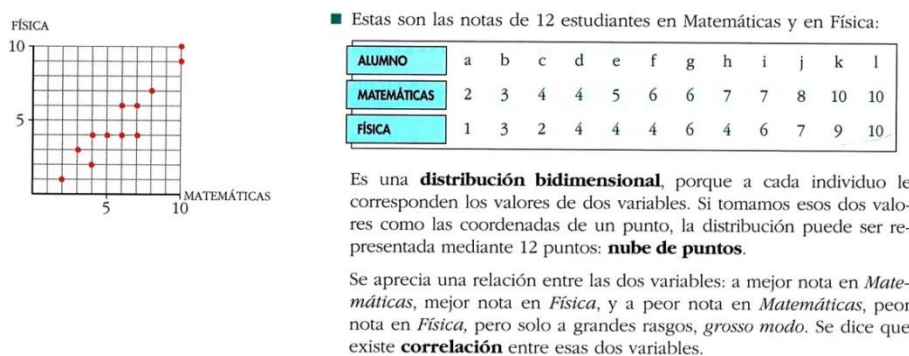 FÍSICA
10
5
5
10
MATEMÁTICAS
Estas son las notas de 12 estudiantes en Matemáticas y en Física:
ALUMNO a b c d e f g h i j k l
MATEMÁTICAS 2 3 4 4 5 6 6 7 7 8 10 10
FÍSICA 1 3 2 4 4 4 6 4 6 7 9 10
Es una distribución bidimensional, porque a cada individuo le
corresponden los valores de dos variables. Si tomamos esos dos valo-
res como las coordenadas de un punto, la distribución puede ser re-
presentada mediante 12 puntos: nube de puntos.
Se aprecia una relación entre las dos variables: a mejor nota en Mate-
máticas, mejor nota en Física, y a peor nota en Matemáticas, peor
nota en Física, pero solo a grandes rasgos, grosso modo. Se dice que
existe correlación entre esas dos variables.